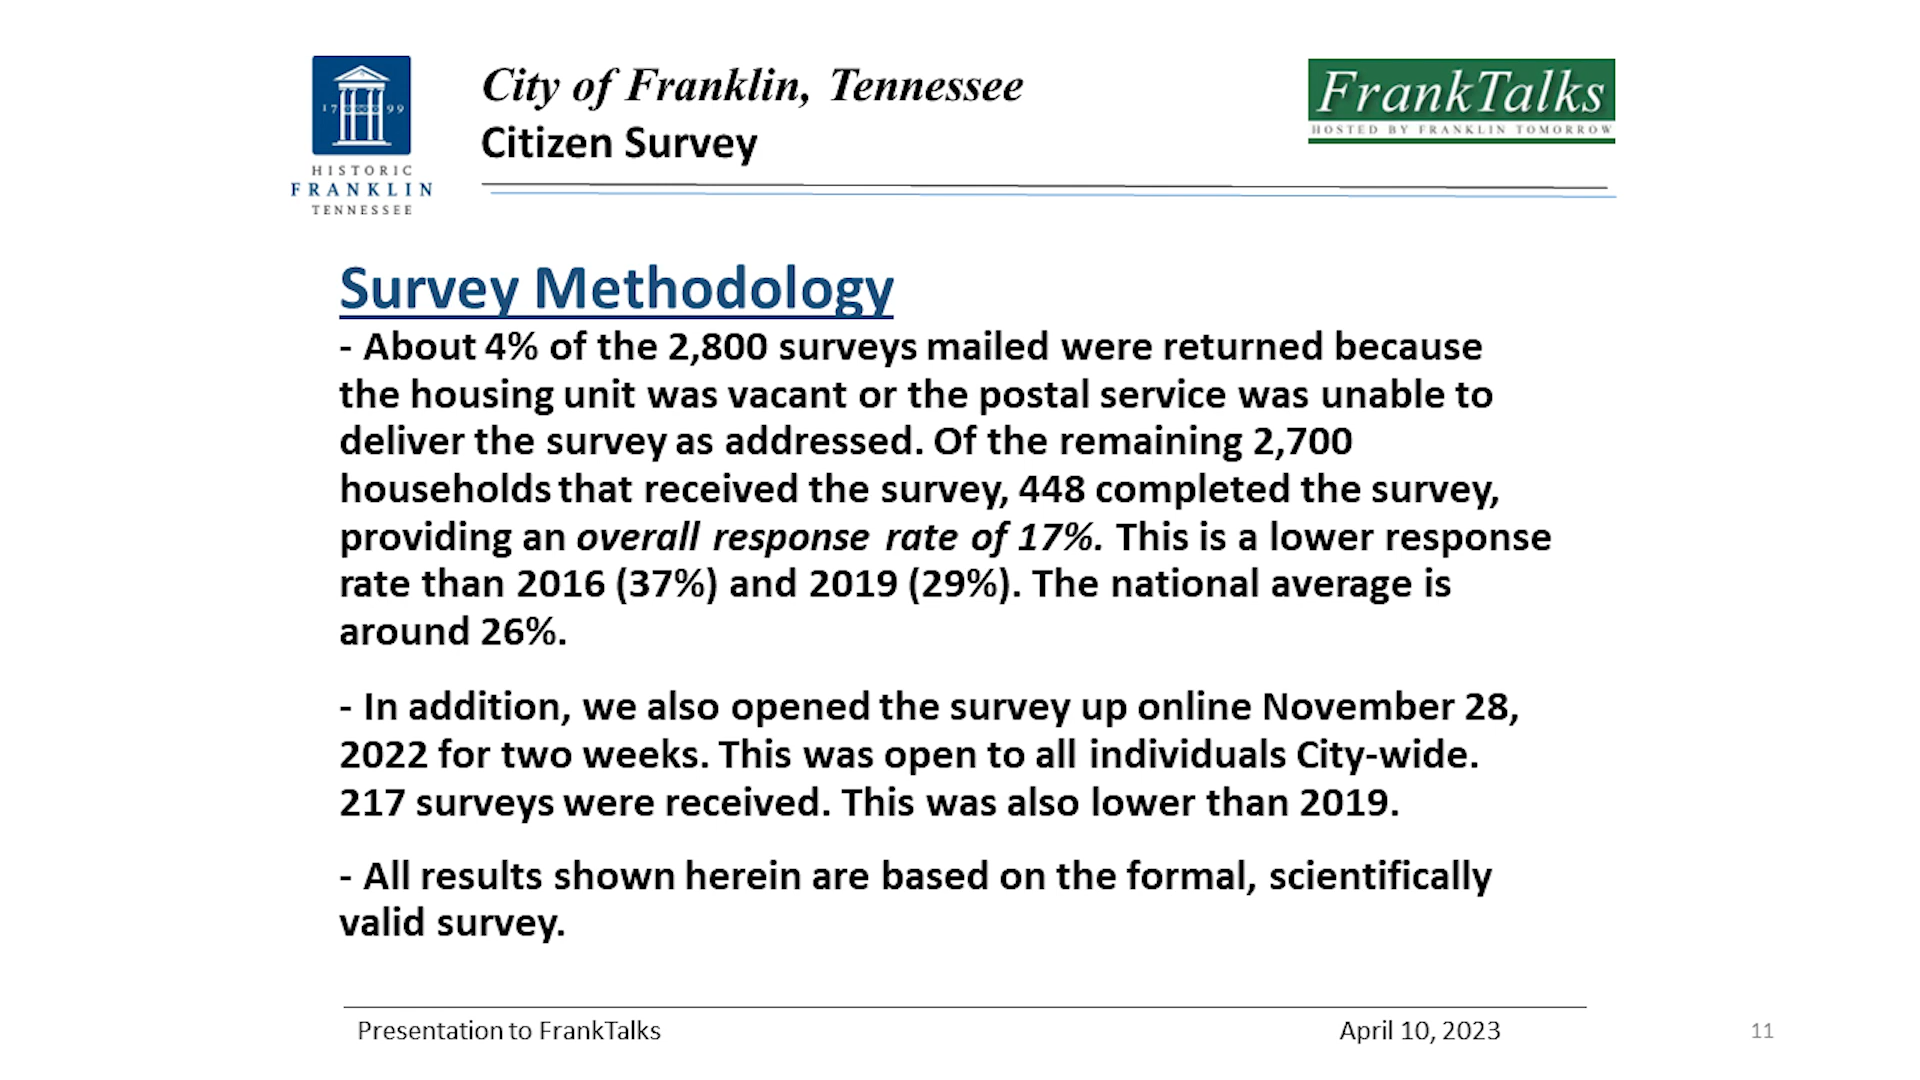 City of Franklin, Tennessee
Citizen Survey
FrankTalks
HOSTED BY FRANKLIN TOMORROW
17 99
HISTORIC
FRANKLIN
TENNESSEE
Survey Methodology
- About 4% of the 2,800 surveys mailed were returned because
the housing unit was vacant or the postal service was unable to
deliver the survey as addressed. Of the remaining 2,700
households that received the survey, 448 completed the survey,
providing an overall response rate of 17%. This is a lower response
rate than 2016 (37%) and 2019 (29%). The national average is
around 26%.
- In addition, we also opened the survey up online November 28,
2022 for two weeks. This was open to all individuals City-wide.
217 surveys were received. This was also lower than 2019.
- All results shown herein are based on the formal, scientifically
valid survey.
Presentation to FrankTalks
April 10, 2023
11